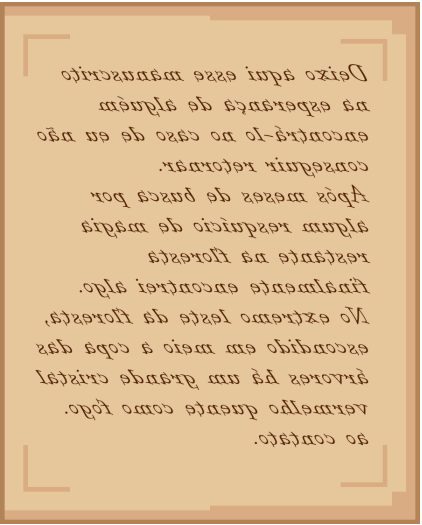 Deixo aqui esse manuscrito
na esperança de alguém
encontrá-lo no caso de eu não
conseguir retornar.
Após meses de busca por
algum resquício de magia
restante na floresta
finalmente encontrei algo.
No extremo leste da floresta,
escondido em meio a copa das
árvores há um grande cristal
vermelho quente como fogo.
ao contato.